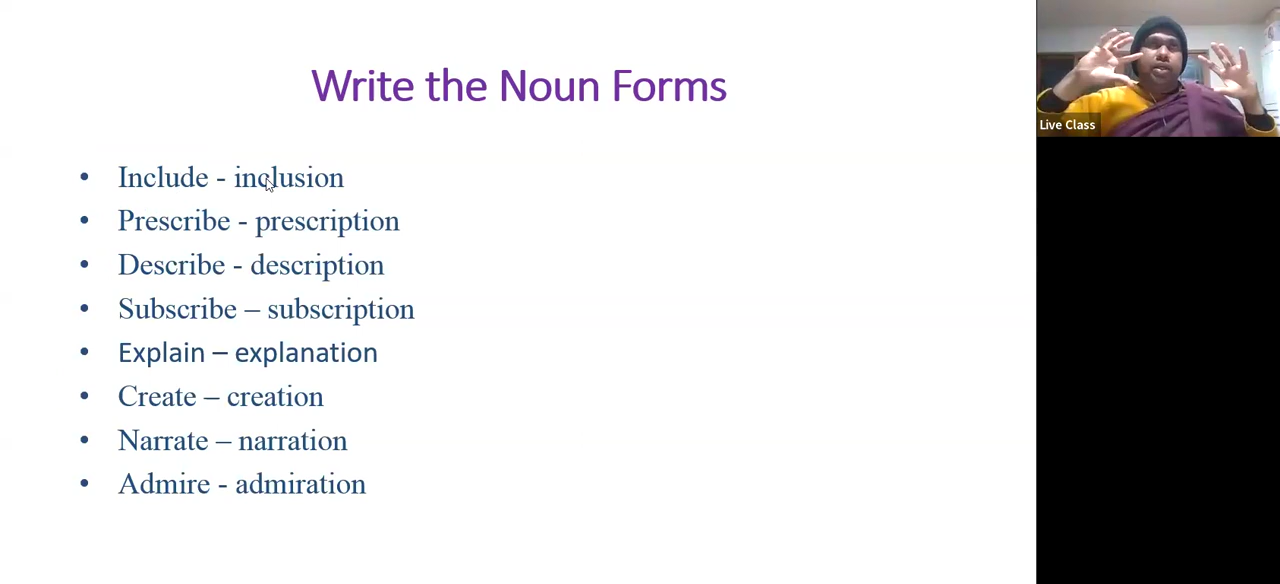 Write the Noun Forms
• Include - inclusion
• Prescribe - prescription
• Describe - description
• Subscribe – subscription
• Explain – explanation
• Create – creation
• Narrate – narration
• Admire - admiration
Live Class